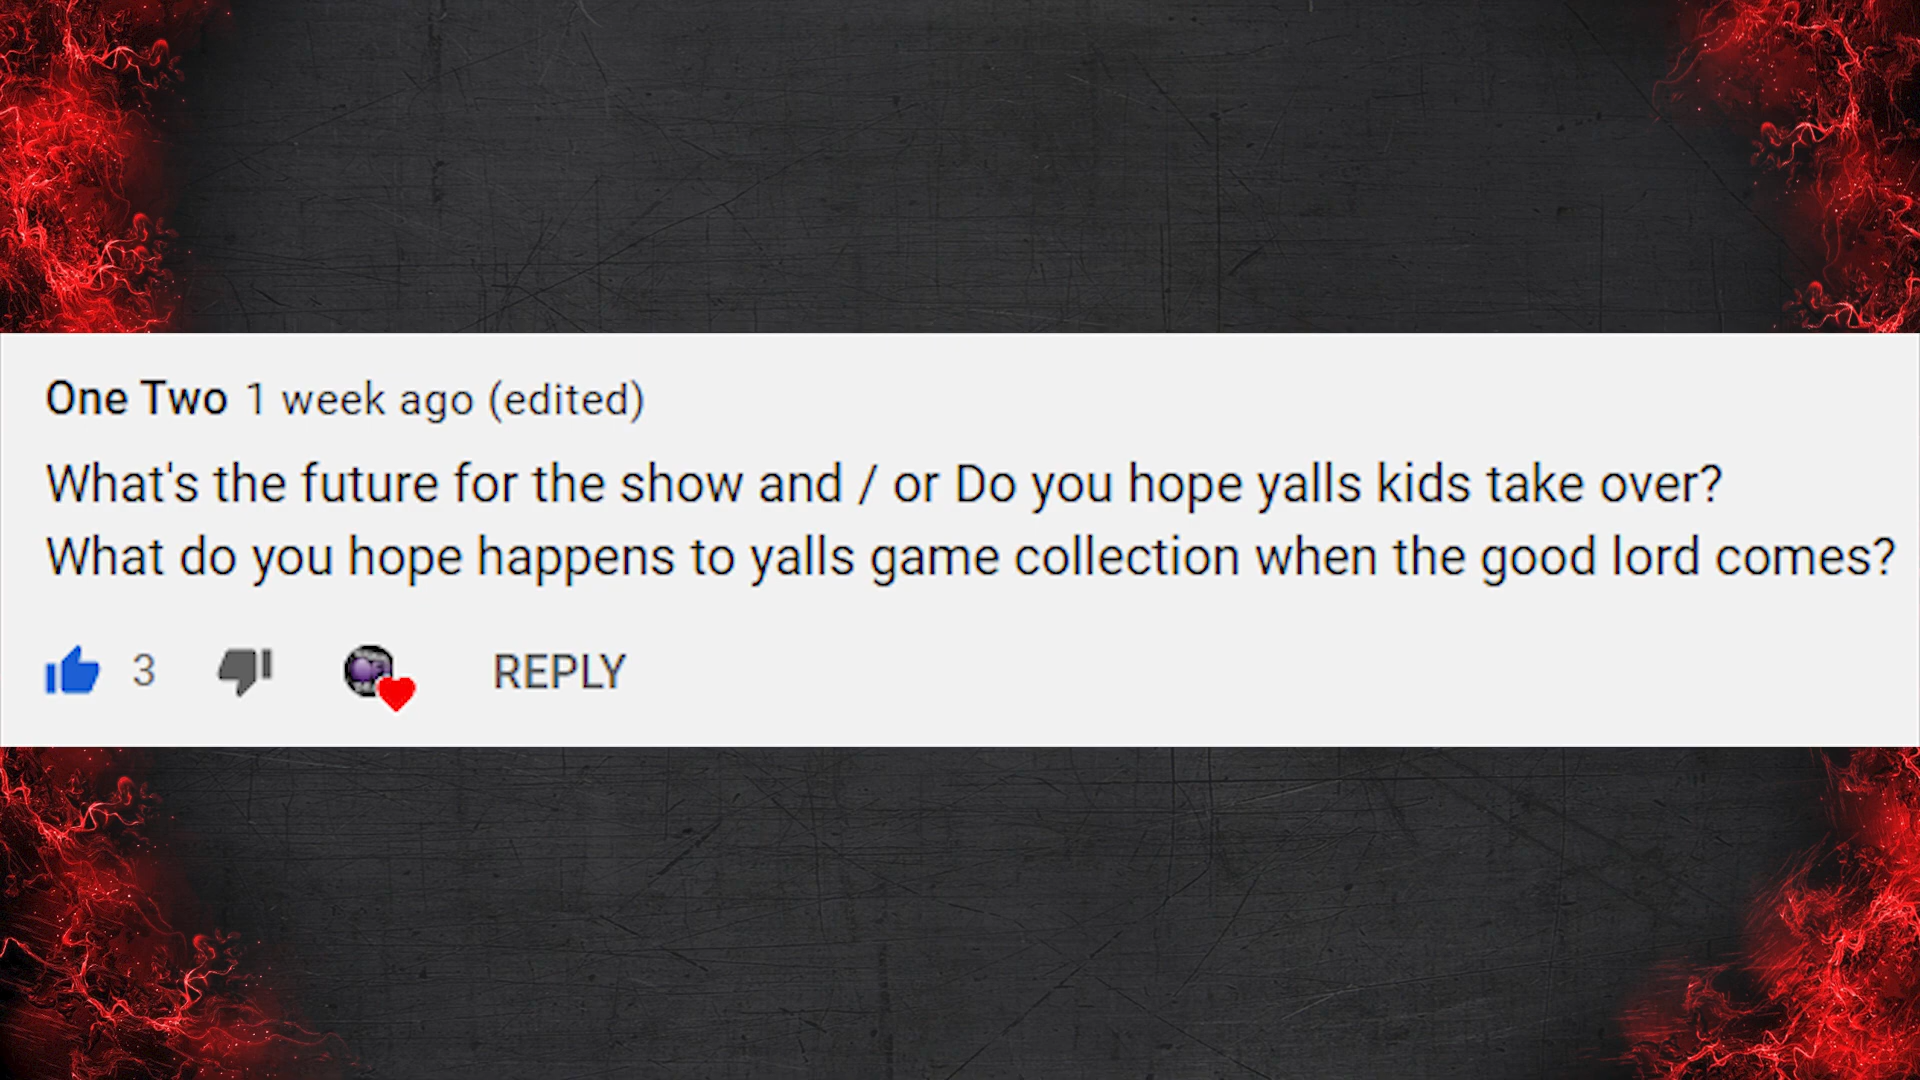 One Two 1 week ago (edited)
What's the future for the show and / or Do you hope yalls kids take over?
What do you hope happens to yalls game collection when the good lord comes?
3 REPLY